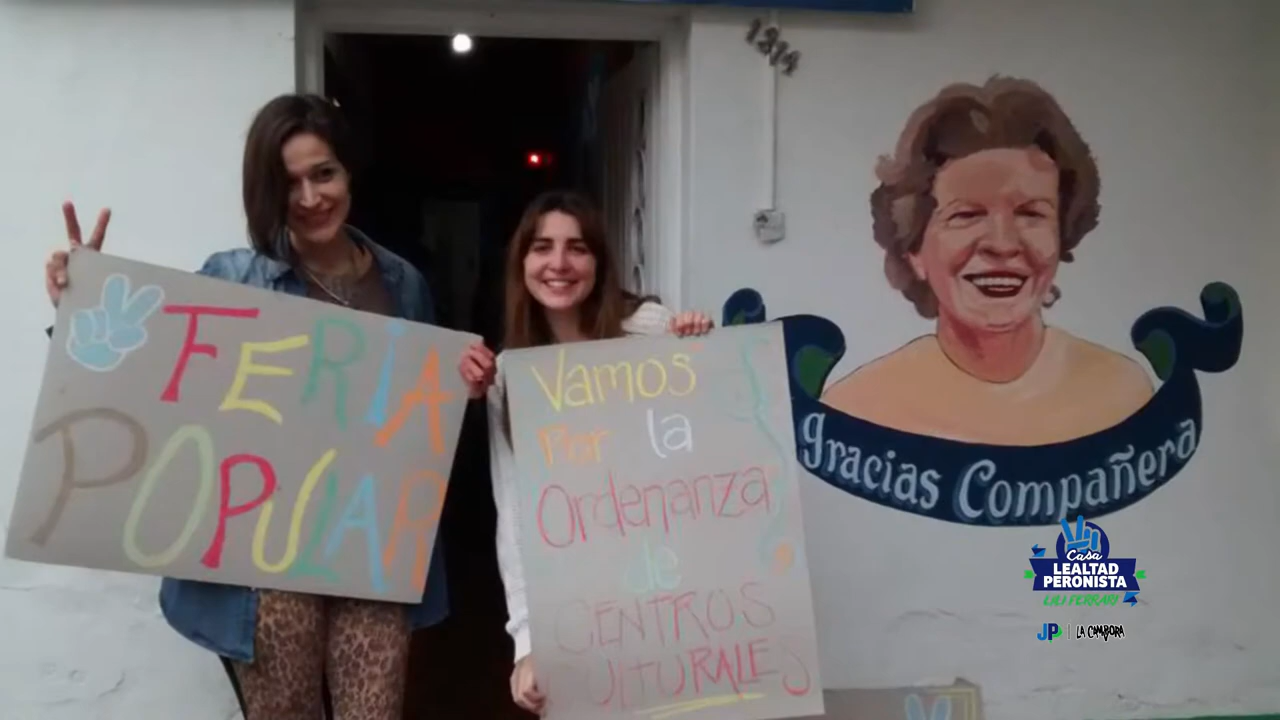 1314
FERIA
POPULAR
Vamos
Por la
Ordenanza
de
CENTROS
CULTURALES
gracias Compañera
Casa
LEALTAD
PERONISTA
LILI FERRARI
JP | LA CAMPORA